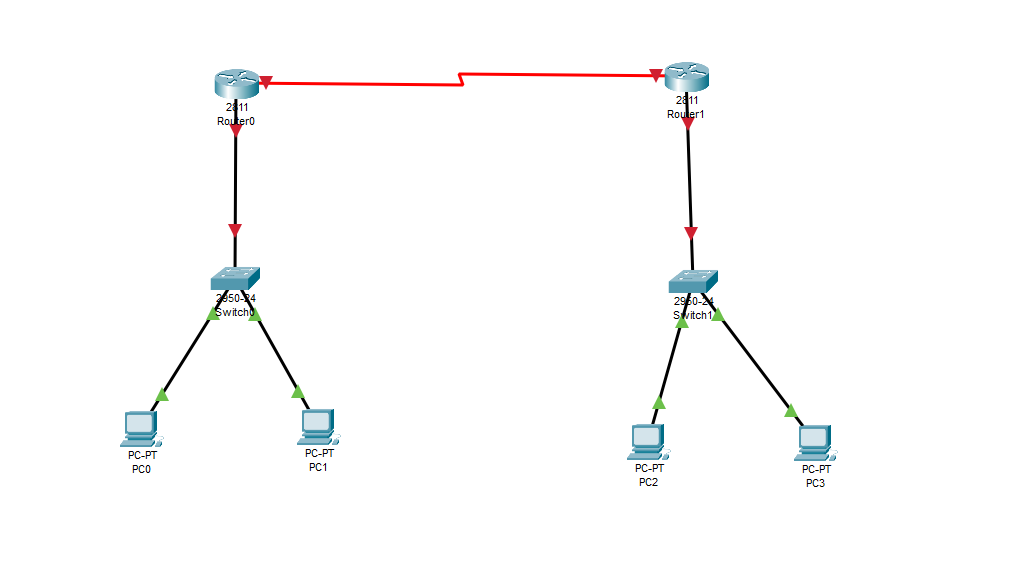 2811
Router0
2811
Router1
2950-24
Switch0
2950-24
Switch1
PC-PT
PC0
PC-PT
PC1
PC-PT
PC2
PC-PT
PC3